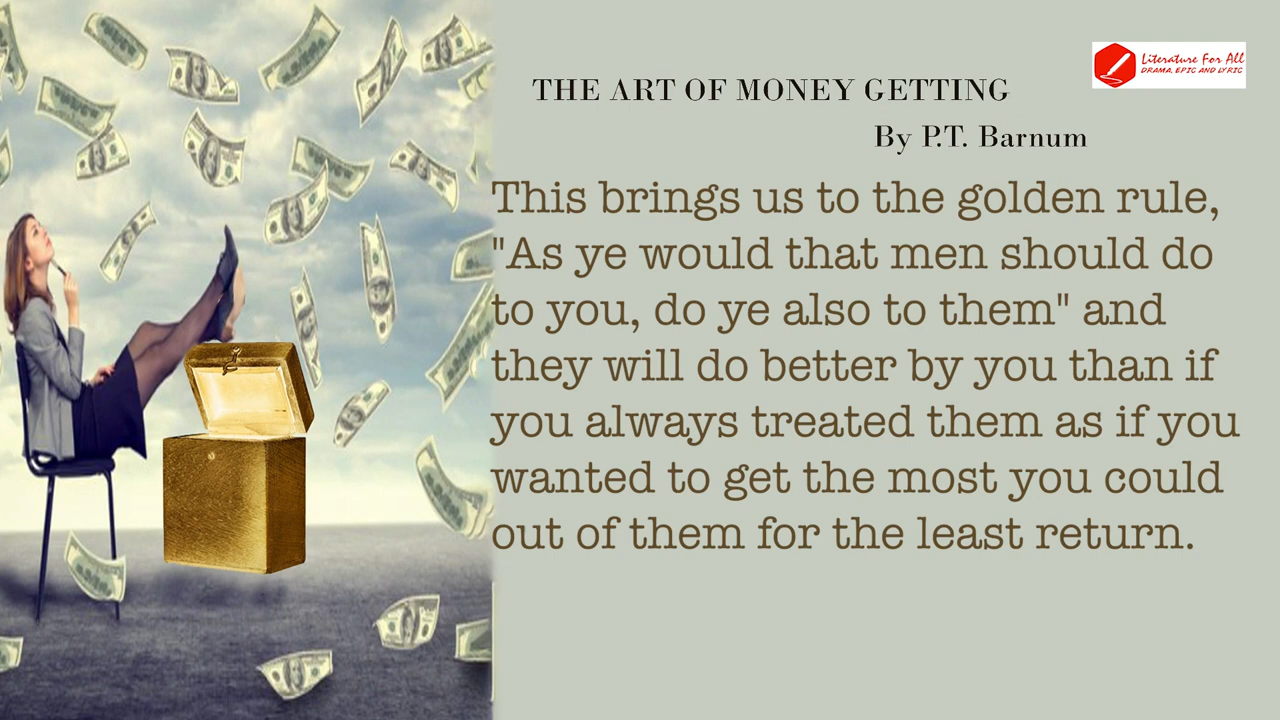 Literature For All
DRAMA, EPIC AND LYRIC
THE ART OF MONEY GETTING
By P.T. Barnum
This brings us to the golden rule,
"As ye would that men should do
to you, do ye also to them" and
they will do better by you than if
you always treated them as if you
wanted to get the most you could
out of them for the least return.